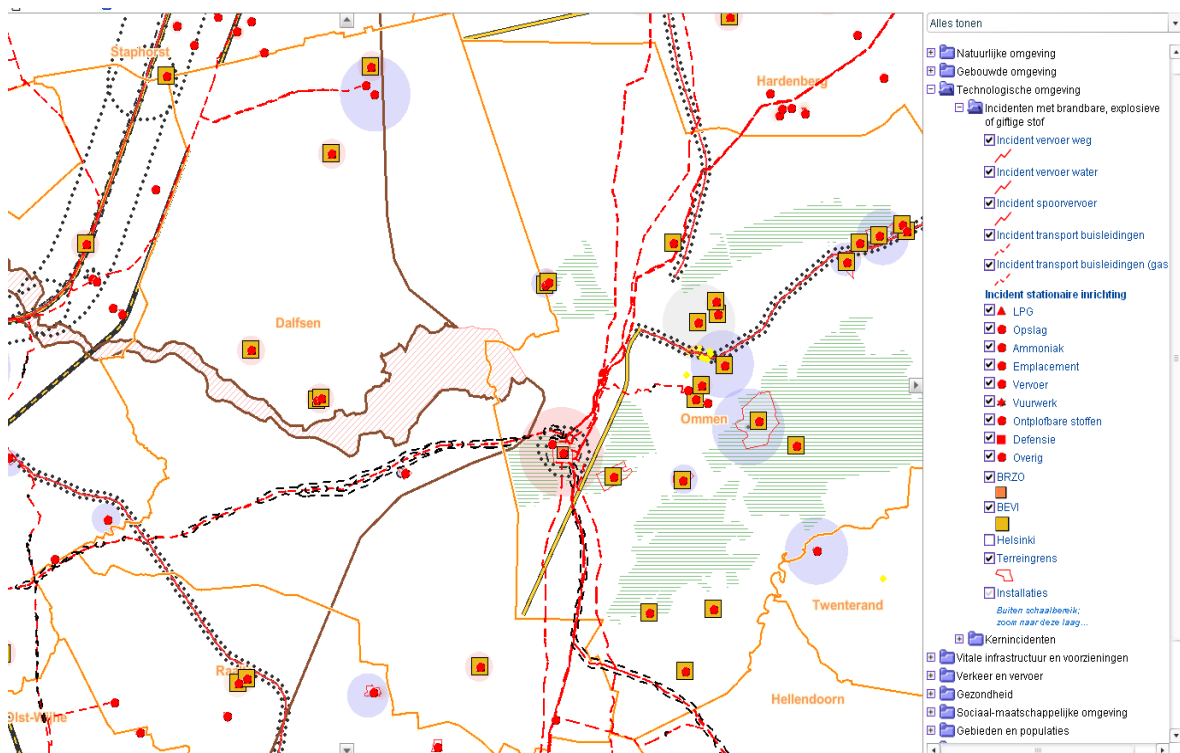 Staphorst
Hardenberg
Dalfsen
Ommen
Twenterand
Hellendoorn
Olst-Wijhe
Alles tonen
Natuurlijke omgeving
Gebouwde omgeving
Technologische omgeving
Incidenten met brandbare, explosieve
of giftige stof
Incident vervoer weg
Incident vervoer water
Incident spoorvervoer
Incident transport buisleidingen
Incident transport buisleidingen (gas
Incident stationaire inrichting
LPG
Opslag
Ammoniak
Emplacement
Vervoer
Vuurwerk
Ontplofbare stoffen
Defensie
Overig
BRZO
BEVI
Helsinki
Terreingrens
Installaties
Buiten schaalbereik;
zoom naar deze laag...
Kernincidenten
Vitale infrastructuur en voorzieningen
Verkeer en vervoer
Gezondheid
Sociaal-maatschappelijke omgeving
Gebieden en populaties